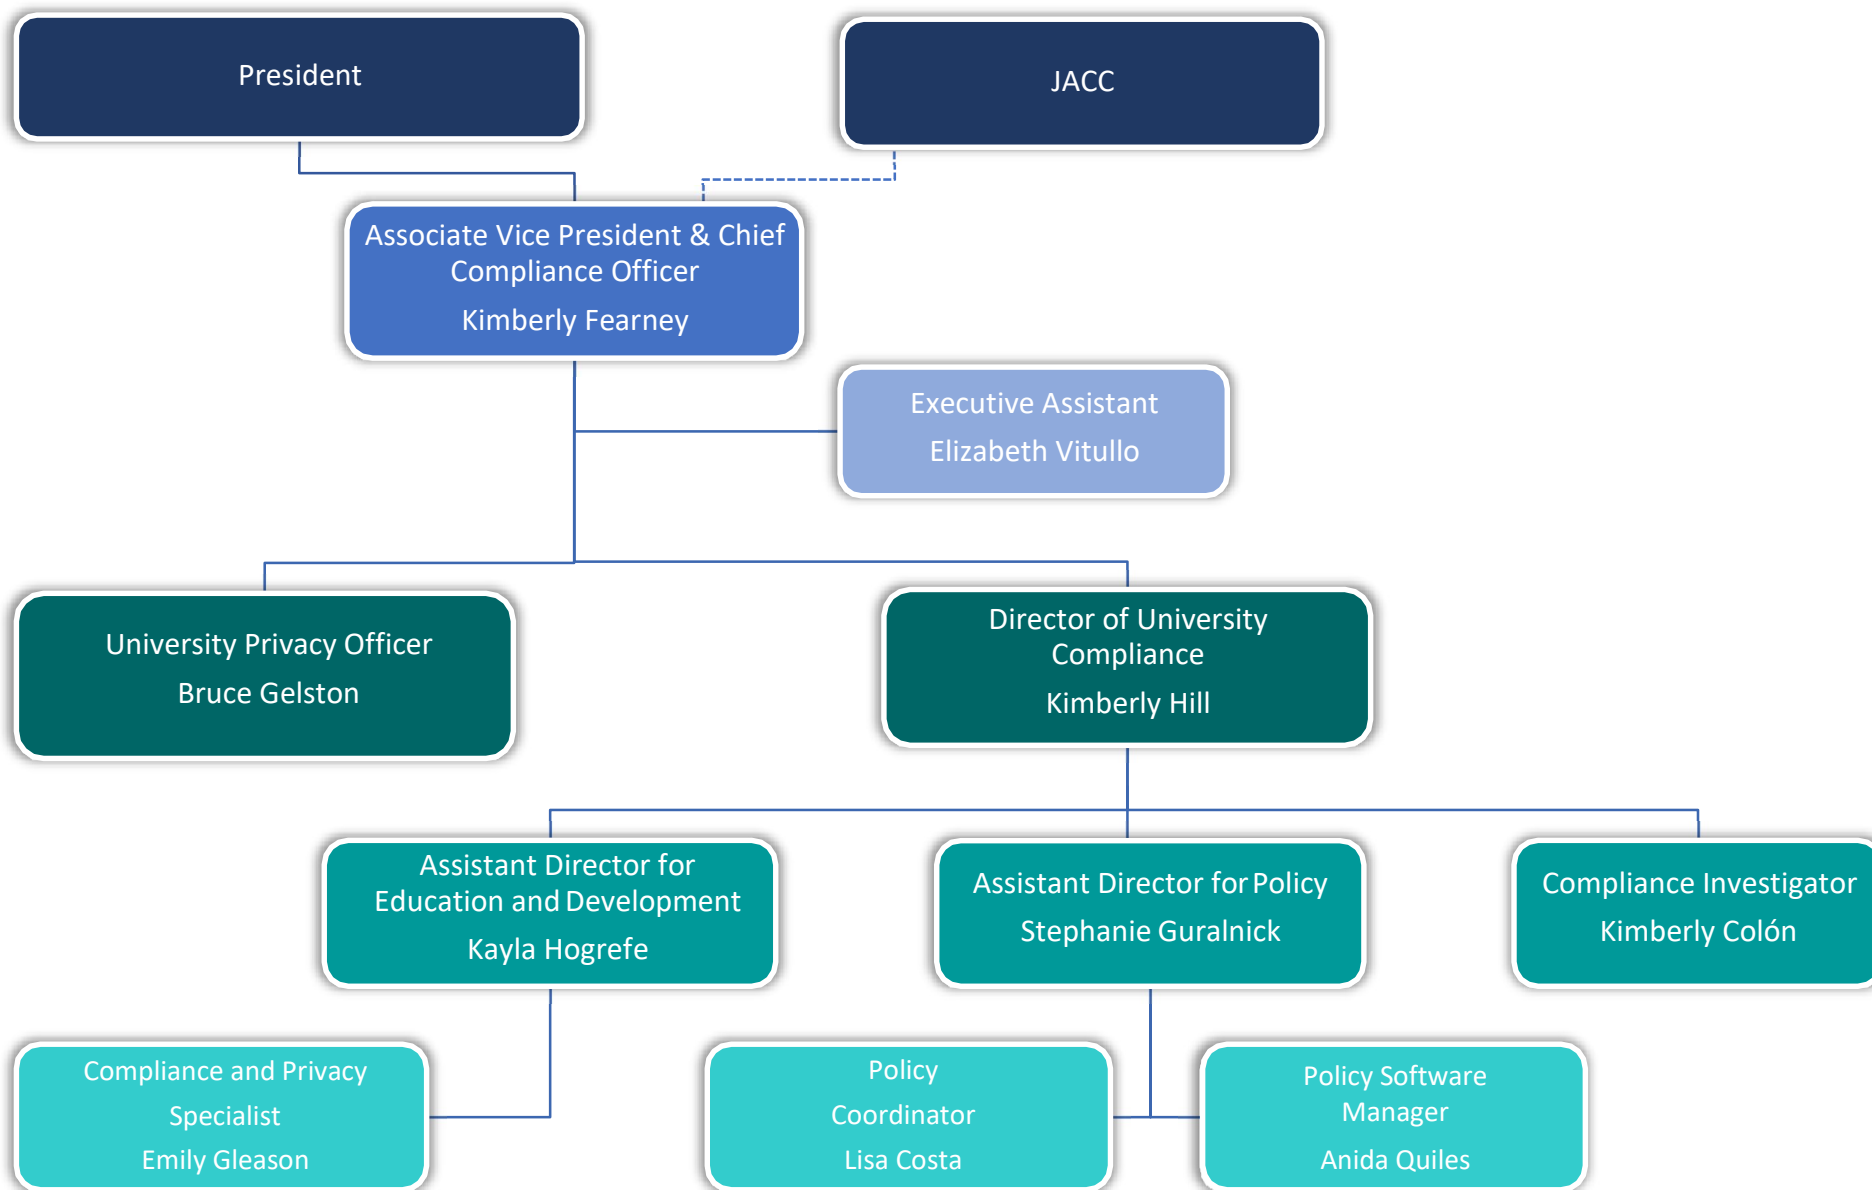 President
JACC
Associate Vice President & Chief
Compliance Officer
Kimberly Fearney
Executive Assistant
Elizabeth Vitullo
University Privacy Officer
Bruce Gelston
Director of University
Compliance
Kimberly Hill
Assistant Director for
Education and Development
Kayla Hogrefe
Assistant Director for Policy
Stephanie Guralnick
Compliance Investigator
Kimberly Colón
Compliance and Privacy
Specialist
Emily Gleason
Policy
Coordinator
Lisa Costa
Policy Software
Manager
Anida Quiles